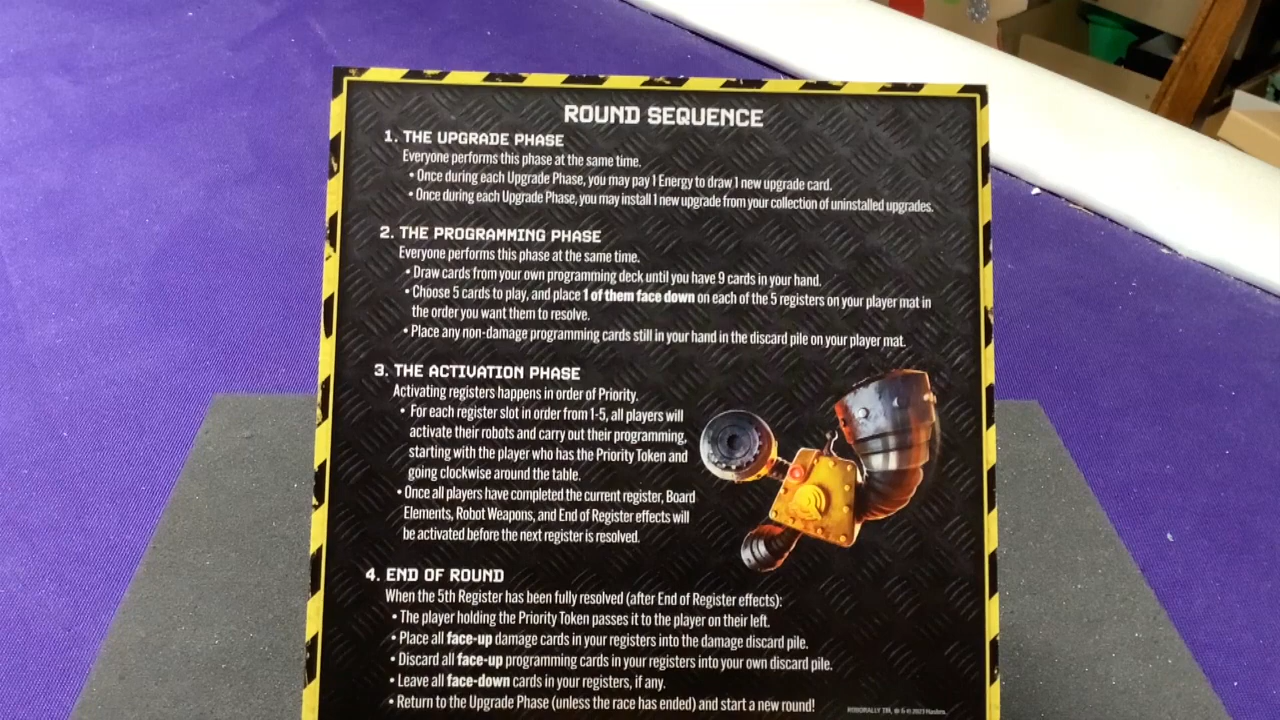 ROUND SEQUENCE
1. THE UPGRADE PHASE
Everyone performs this phase at the same time.
• Once during each Upgrade Phase, you may pay 1 Energy to draw 1 new upgrade card.
• Once during each Upgrade Phase, you may install 1 new upgrade from your collection of uninstalled upgrades.
2. THE PROGRAMMING PHASE
Everyone performs this phase at the same time.
• Draw cards from your own programming deck until you have 9 cards in your hand.
• Choose 5 cards to play, and place 1 of them face down on each of the 5 registers on your player mat in
the order you want them to resolve.
• Place any non-damage programming cards still in your hand in the discard pile on your player mat.
3. THE ACTIVATION PHASE
Activating registers happens in order of Priority.
• For each register slot in order from 1-5, all players will
activate their robots and carry out their programming,
starting with the player who has the Priority Token and
going clockwise around the table.
• Once all players have completed the current register, Board
Elements, Robot Weapons, and End of Register effects will
be activated before the next register is resolved.
4. END OF ROUND
When the 5th Register has been fully resolved (after End of Register effects):
• The player holding the Priority Token passes it to the player on their left.
• Place all face-up damage cards in your registers into the damage discard pile.
• Discard all face-up programming cards in your registers into your own discard pile.
• Leave all face-down cards in your registers, if any.
• Return to the Upgrade Phase (unless the race has ended) and start a new round!
ROBORALLY TM, ® & © 2023 Hasbro.